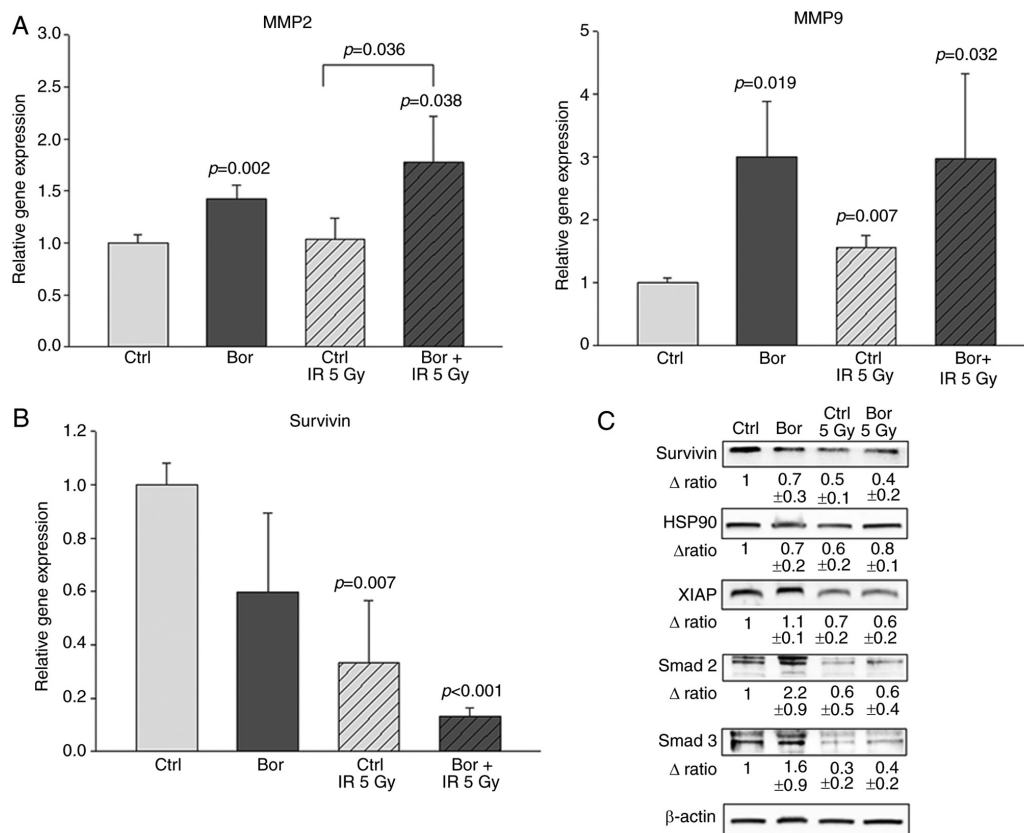 A
MMP2
Relative gene expression
3.0
2.5
2.0
1.5
1.0
0.5
0.0
p=0.002
p=0.036
p=0.038
Ctrl
Bor
Ctrl
IR 5 Gy
Bor +
IR 5 Gy
MMP9
Relative gene expression
5
4
3
2
1
0
p=0.019
p=0.007
p=0.032
Ctrl
Bor
Ctrl
IR 5 Gy
Bor+
IR 5 Gy
B
Survivin
Relative gene expression
1.2
1.0
0.8
0.6
0.4
0.2
0.0
p=0.007
p<0.001
Ctrl
Bor
Ctrl
IR 5 Gy
Bor +
IR 5 Gy
C
Ctrl Bor Ctrl 5 Gy Bor 5 Gy
Survivin
Δ ratio 1 0.7 ±0.3 0.5 ±0.1 0.4 ±0.2
HSP90
Δratio 1 0.7 ±0.2 0.6 ±0.2 0.8 ±0.1
XIAP
Δ ratio 1 1.1 ±0.1 0.7 ±0.2 0.6 ±0.2
Smad 2
Δ ratio 1 2.2 ±0.9 0.6 ±0.5 0.6 ±0.4
Smad 3
Δ ratio 1 1.6 ±0.9 0.3 ±0.2 0.4 ±0.2
β-actin